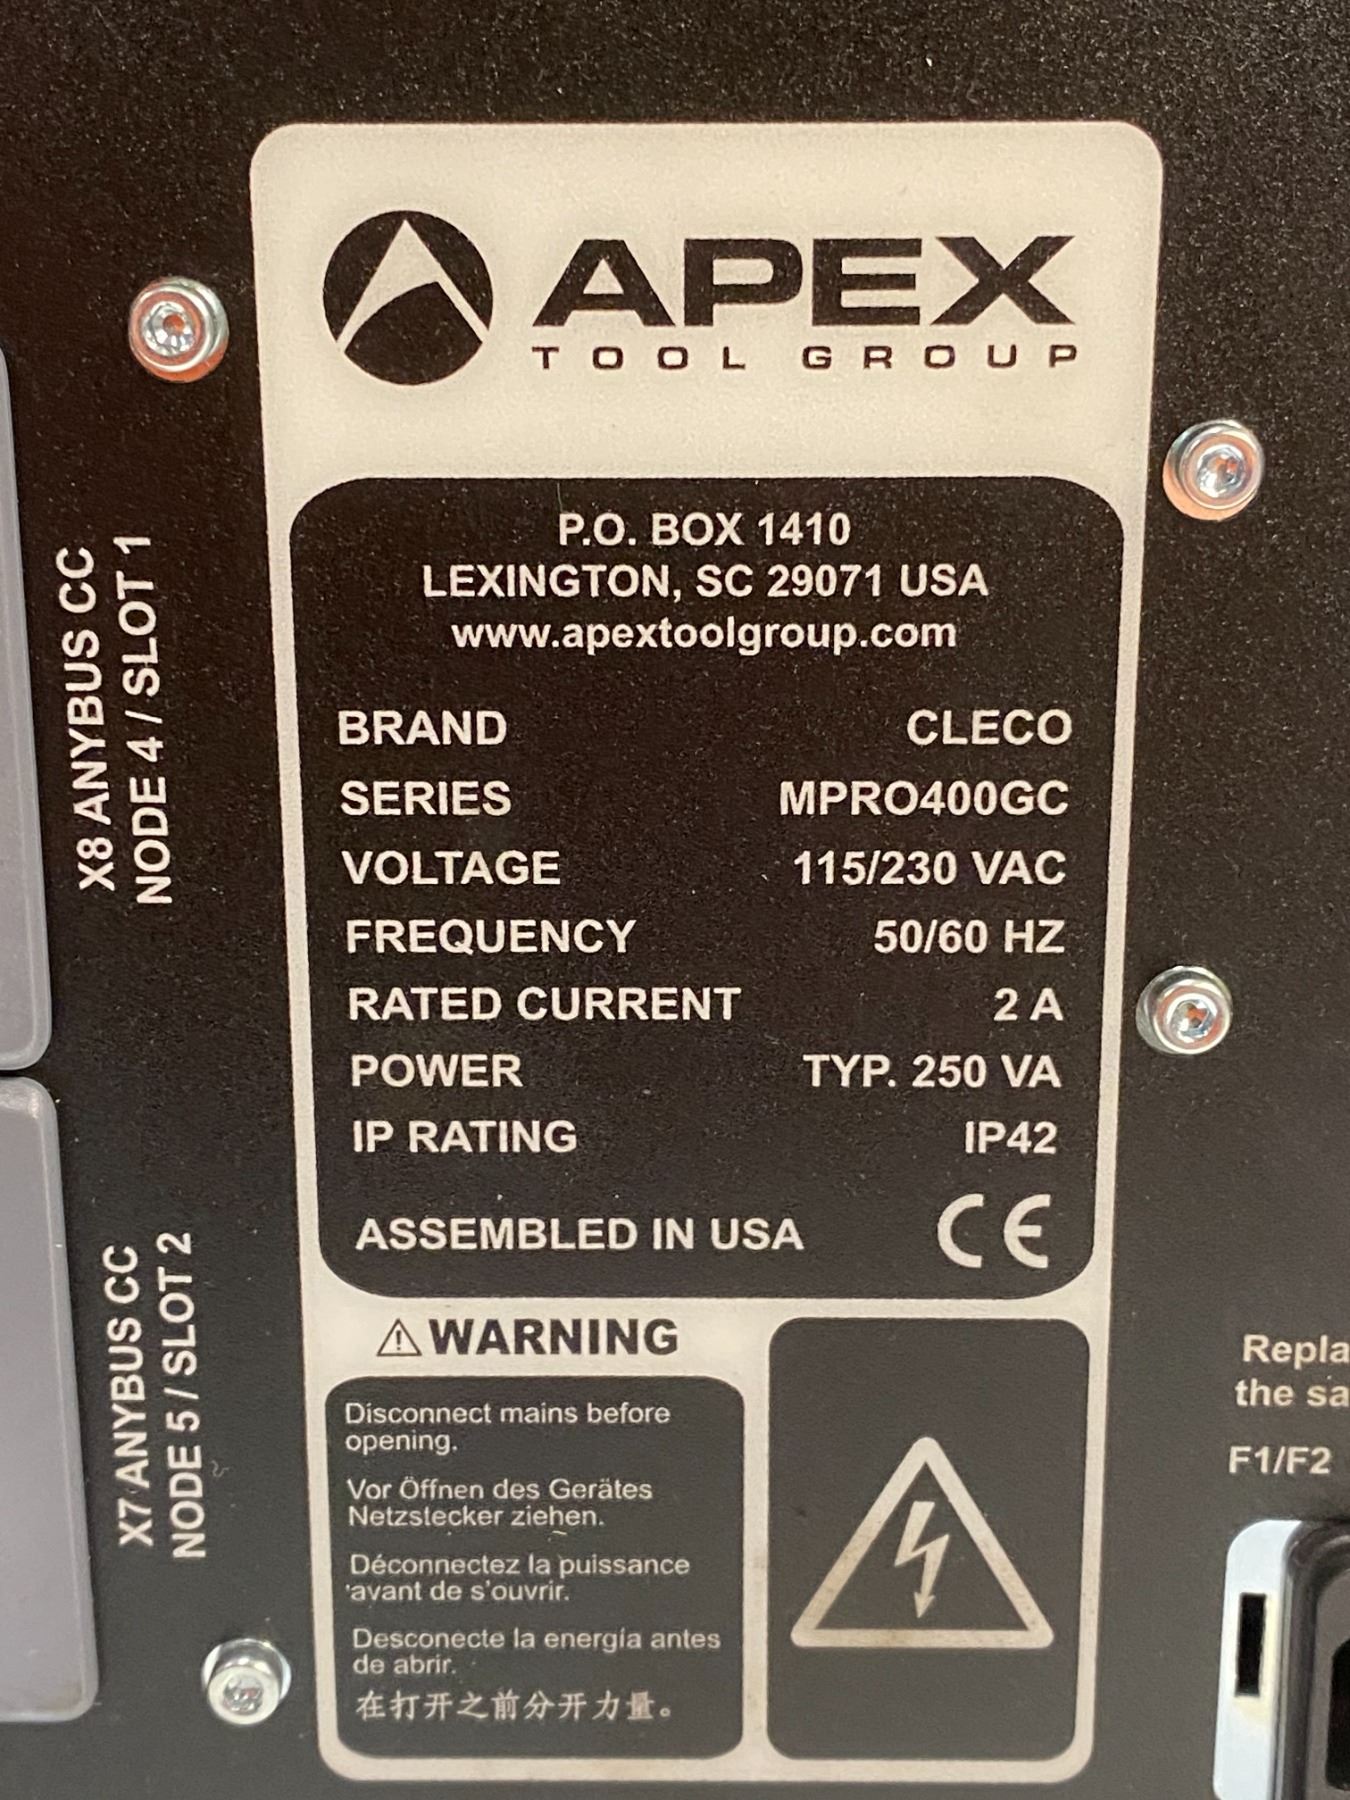 APEX
TOOL GROUP
P.O. BOX 1410
LEXINGTON, SC 29071 USA
www.apextoolgroup.com
BRAND CLECO
SERIES MPRO400GC
VOLTAGE 115/230 VAC
FREQUENCY 50/60 HZ
RATED CURRENT 2 A
POWER TYP. 250 VA
IP RATING IP42
ASSEMBLED IN USA CE
⚠WARNING
Disconnect mains before
opening.
Vor Öffnen des Gerätes
Netzstecker ziehen.
Déconnectez la puissance
avant de s'ouvrir.
Desconecte la energía antes
de abrir.
在打开之前分开力量。
X8 ANYBUS CC
NODE 4 / SLOT 1
X7 ANYBUS CC
NODE 5 / SLOT 2
Repla
the sa
F1/F2